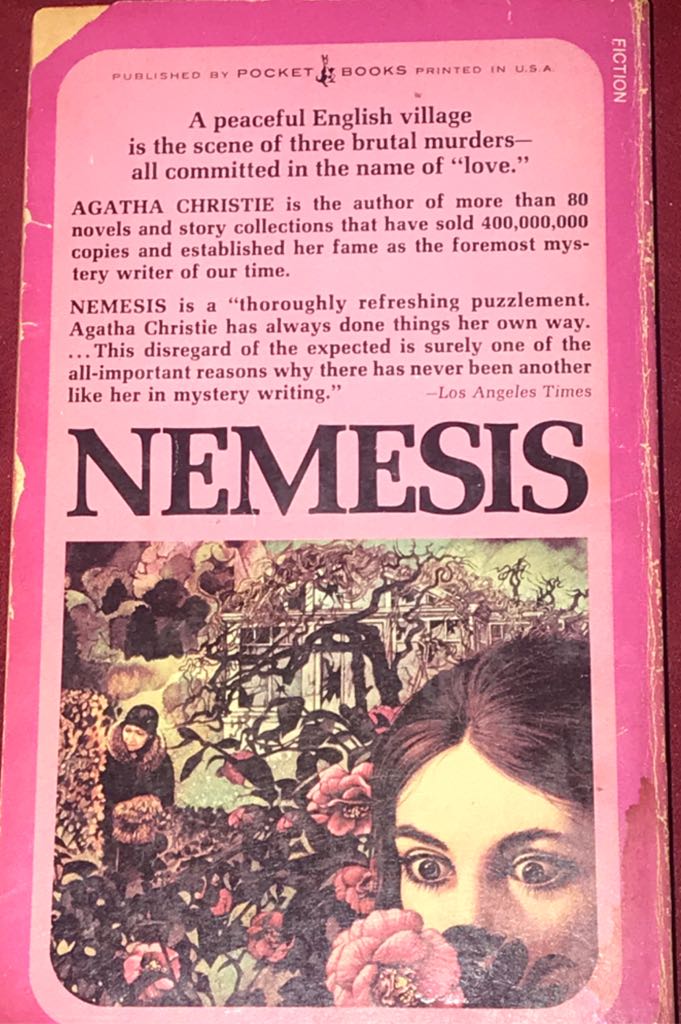 FICTION
PUBLISHED BY POCKET BOOKS PRINTED IN U.S.A.
A peaceful English village
is the scene of three brutal murders—
all committed in the name of “love.”
AGATHA CHRISTIE is the author of more than 80
novels and story collections that have sold 400,000,000
copies and established her fame as the foremost mys-
tery writer of our time.
NEMESIS is a “thoroughly refreshing puzzlement.
Agatha Christie has always done things her own way.
...This disregard of the expected is surely one of the
all-important reasons why there has never been another
like her in mystery writing.” —Los Angeles Times
NEMESIS